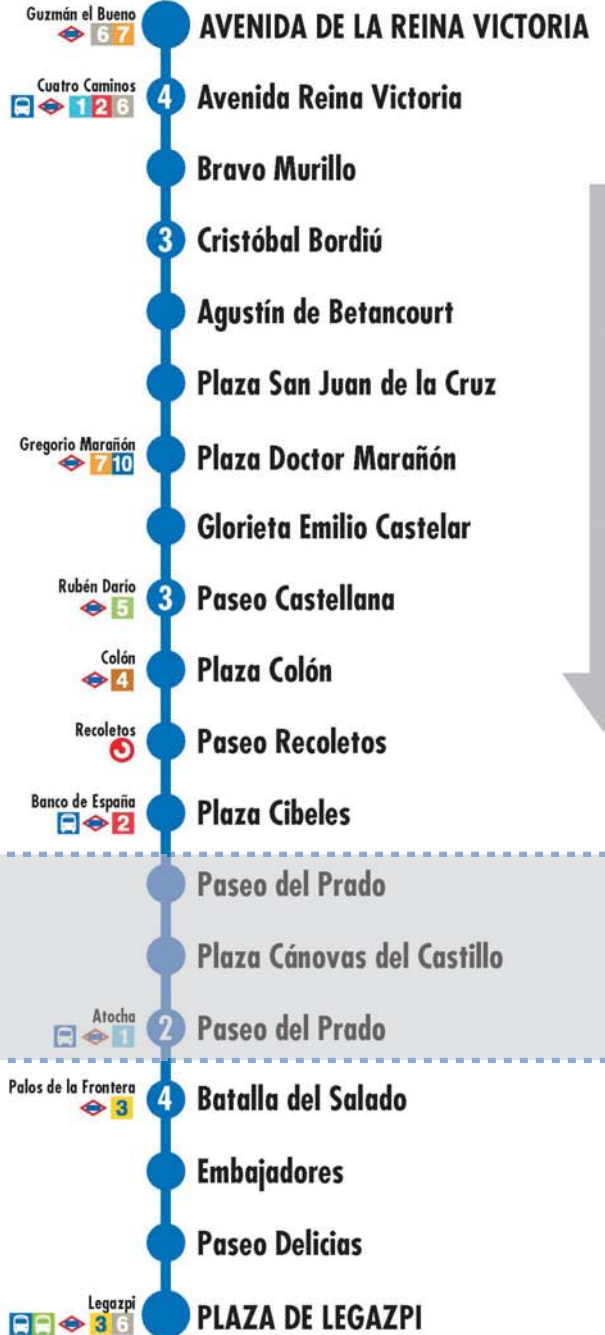 Guzmán el Bueno
6 7
AVENIDA DE LA REINA VICTORIA
Cuatro Caminos
1 2 6
4
Avenida Reina Victoria
Bravo Murillo
3
Cristóbal Bordiú
Agustín de Betancourt
Plaza San Juan de la Cruz
Gregorio Marañón
7 10
Plaza Doctor Marañón
Glorieta Emilio Castelar
Rubén Darío
5
3
Paseo Castellana
Colón
4
Plaza Colón
Recoletos
Paseo Recoletos
Banco de España
2
Plaza Cibeles
Paseo del Prado
Plaza Cánovas del Castillo
Atocha
1
2
Paseo del Prado
Palos de la Frontera
3
4
Batalla del Salado
Embajadores
Paseo Delicias
Legazpi
3 6
PLAZA DE LEGAZPI